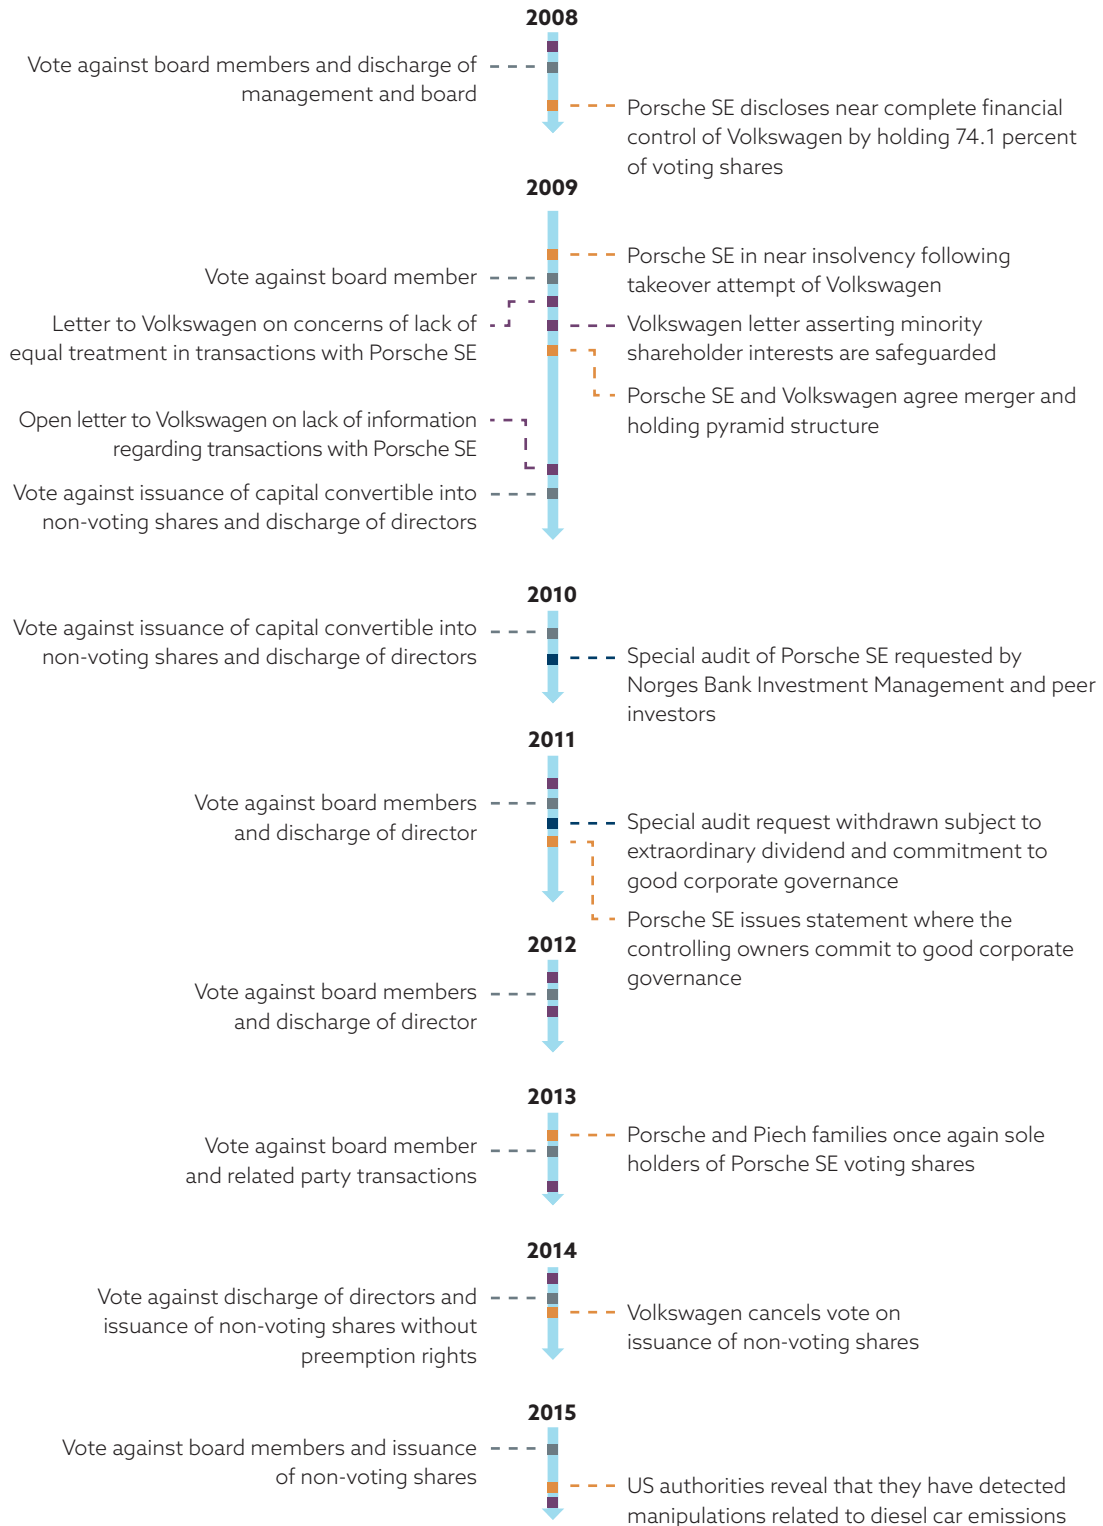 2008
Vote against board members and discharge of
management and board
Porsche SE discloses near complete financial
control of Volkswagen by holding 74.1 percent
of voting shares
2009
Porsche SE in near insolvency following
takeover attempt of Volkswagen
Vote against board member
Letter to Volkswagen on concerns of lack of
equal treatment in transactions with Porsche SE
Volkswagen letter asserting minority
shareholder interests are safeguarded
Porsche SE and Volkswagen agree merger and
holding pyramid structure
Open letter to Volkswagen on lack of information
regarding transactions with Porsche SE
Vote against issuance of capital convertible into
non-voting shares and discharge of directors
2010
Vote against issuance of capital convertible into
non-voting shares and discharge of directors
Special audit of Porsche SE requested by
Norges Bank Investment Management and peer
investors
2011
Vote against board members
and discharge of director
Special audit request withdrawn subject to
extraordinary dividend and commitment to
good corporate governance
Porsche SE issues statement where the
controlling owners commit to good corporate
governance
2012
Vote against board members
and discharge of director
2013
Porsche and Piech families once again sole
holders of Porsche SE voting shares
Vote against board member
and related party transactions
2014
Vote against discharge of directors and
issuance of non-voting shares without
preemption rights
Volkswagen cancels vote on
issuance of non-voting shares
2015
Vote against board members and issuance
of non-voting shares
US authorities reveal that they have detected
manipulations related to diesel car emissions